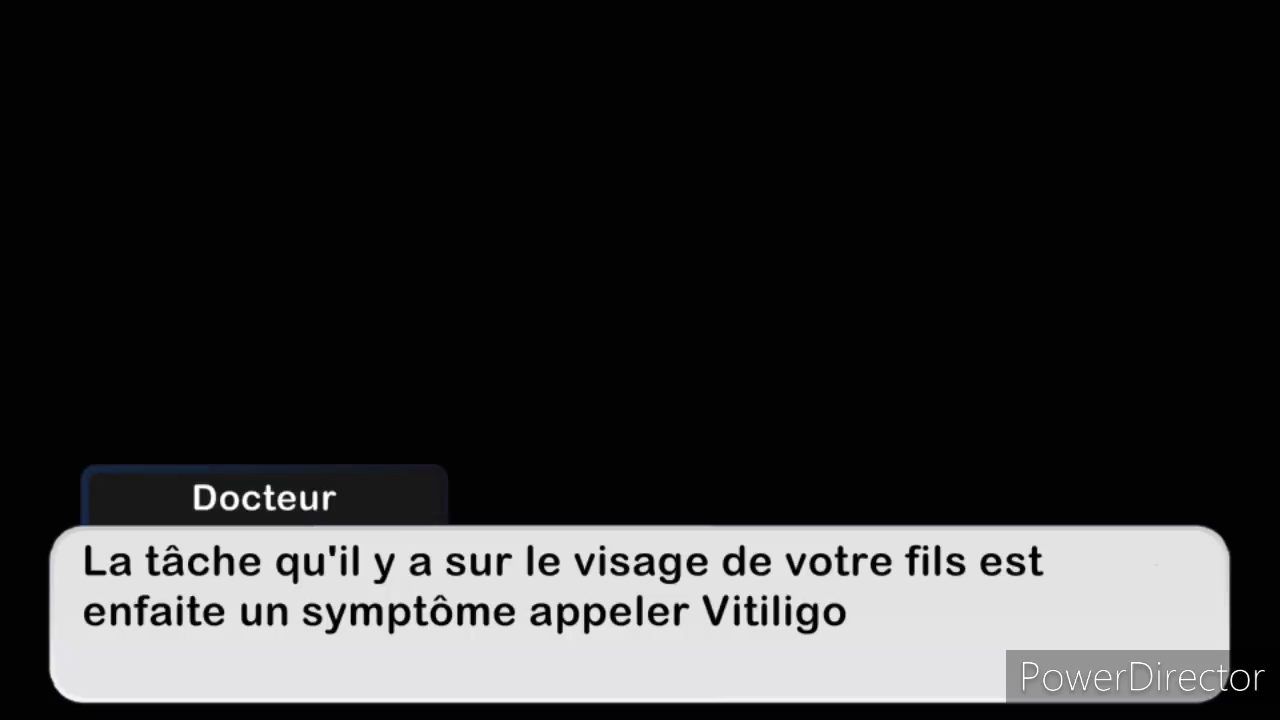 Docteur
La tâche qu'il y a sur le visage de votre fils est
enfaite un symptôme appeler Vitiligo
PowerDirector